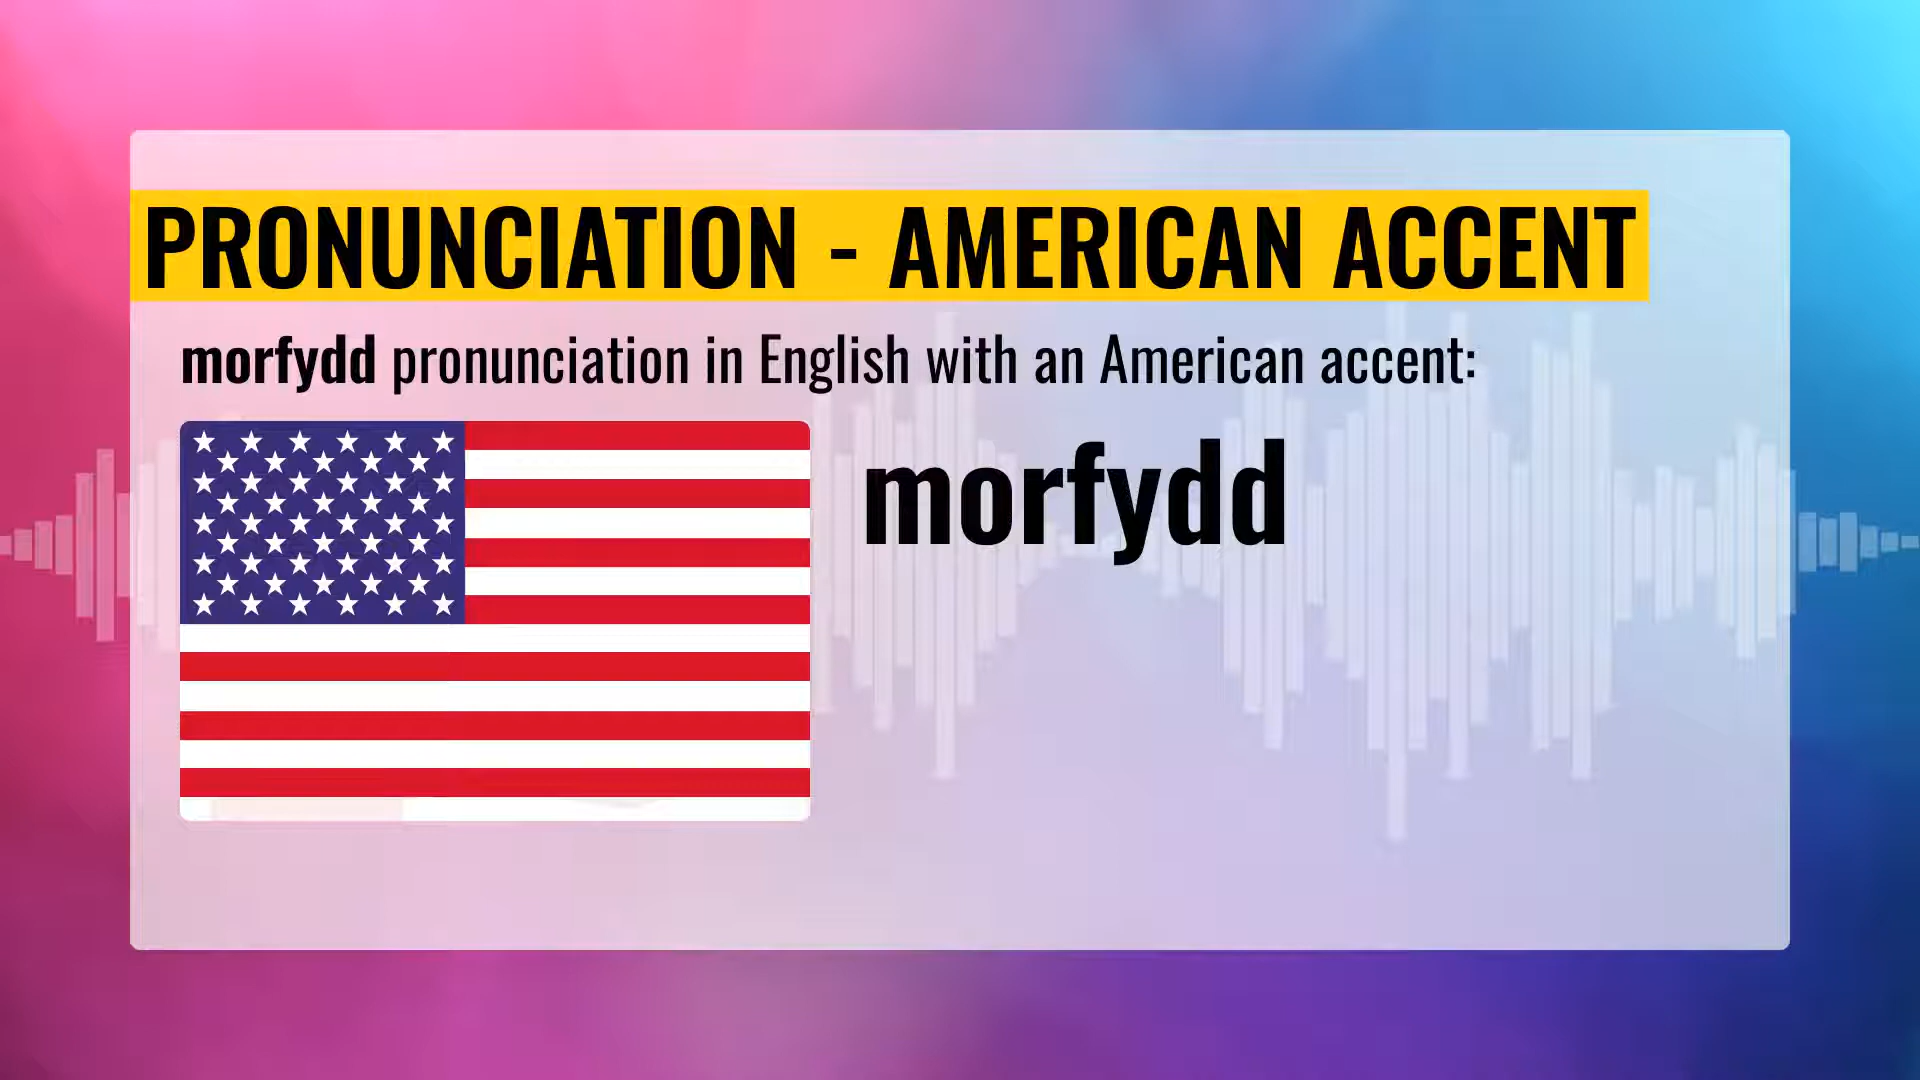 PRONUNCIATION - AMERICAN ACCENT
morfydd pronunciation in English with an American accent:
morfydd